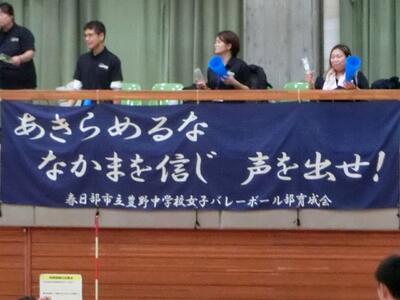 あきらめるな
なかまを信じ 声を出せ!
春日部市立豊野中学校女子バレーボール部育成会